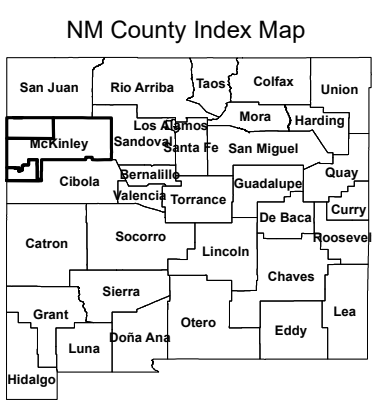 NM County Index Map
San Juan
Rio Arriba
Taos
Colfax
Union
Mora
Harding
Los Alamos
McKinley
Sandoval
Santa Fe
San Miguel
Quay
Bernalillo
Cibola
Guadalupe
Valencia
Torrance
Curry
De Baca
Roosevel
Catron
Socorro
Lincoln
Chaves
Sierra
Grant
Lea
Otero
Eddy
Doña Ana
Luna
Hidalgo